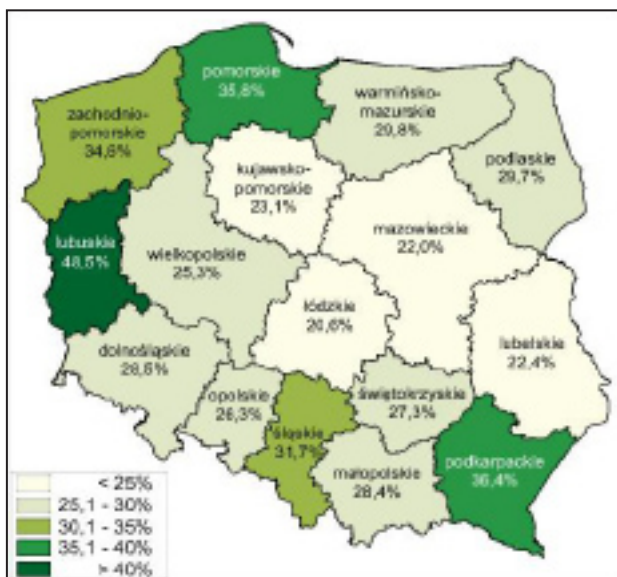 pomorskie
35,8%
warmińsko-
mazurskie
29,8%
zachodnio-
pomorskie
34,6%
podlaskie
29,7%
kujawsko-
pomorskie
23,1%
mazowieckie
22,0%
lubuskie
48,5%
wielkopolskie
25,3%
łódzkie
20,6%
lubelskie
22,4%
dolnośląskie
28,6%
opolskie
26,3%
świętokrzyskie
27,3%
śląskie
31,7%
podkarpackie
36,4%
małopolskie
28,4%
< 25%
25,1 - 30%
30,1 - 35%
35,1 - 40%
> 40%